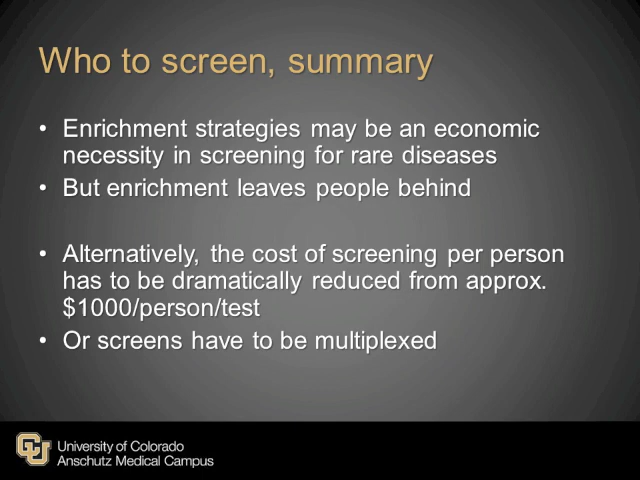 Who to screen, summary
• Enrichment strategies may be an economic
necessity in screening for rare diseases
• But enrichment leaves people behind
• Alternatively, the cost of screening per person
has to be dramatically reduced from approx.
$1000/person/test
• Or screens have to be multiplexed
CU
University of Colorado
Anschutz Medical Campus